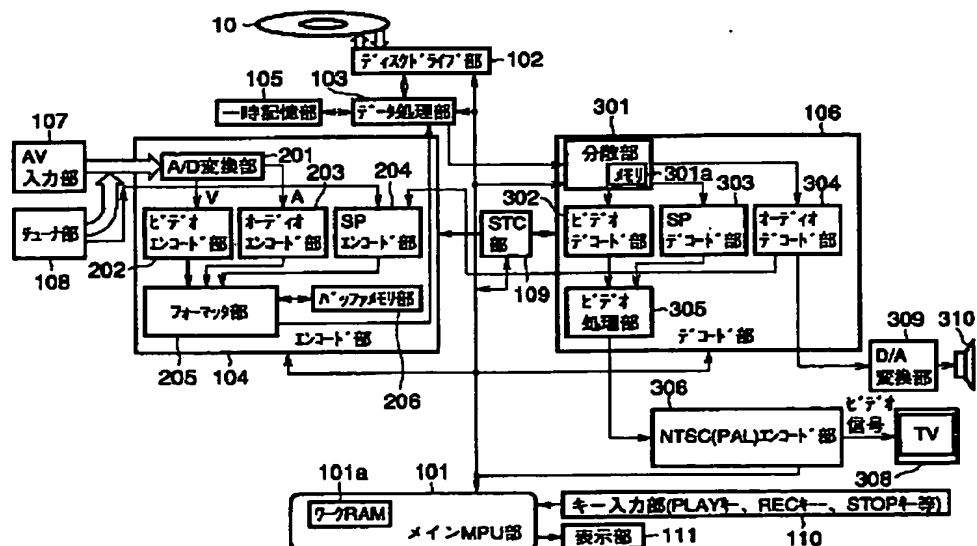 10
ディスクドライブ部
102
103
105
一時記憶部
データ処理部
107
AV
入力部
チューナ部
108
201
A/D変換部
V
A
203
204
ビデオ
エンコード部
オーディオ
エンコード部
SP
エンコード部
202
フォーマッタ部
バッファメモリ部
エンコード部
205
104
206
STC
部
109
301
106
分散部
メモリ
301a
302
303
304
ビデオ
デコード部
SP
デコード部
オーディオ
デコード部
ビデオ
処理部
305
デコード部
309
310
D/A
変換部
306
NTSC(PAL)エンコード部
ビデオ
信号
TV
308
101a
101
ワークRAM
メインMPU部
キー入力部(PLAYキー、RECキー、STOPキー等)
110
表示部
111